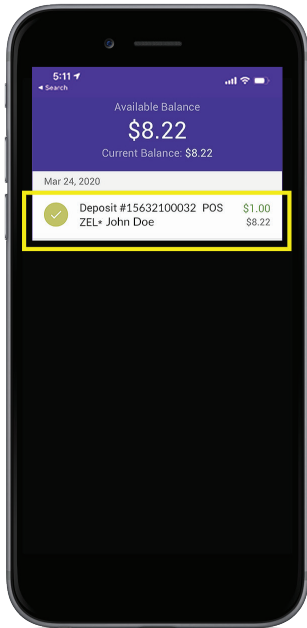 5:11
Search
Available Balance
$8.22
Current Balance: $8.22
Mar 24, 2020
Deposit #15632100032 POS $1.00
ZEL* John Doe $8.22